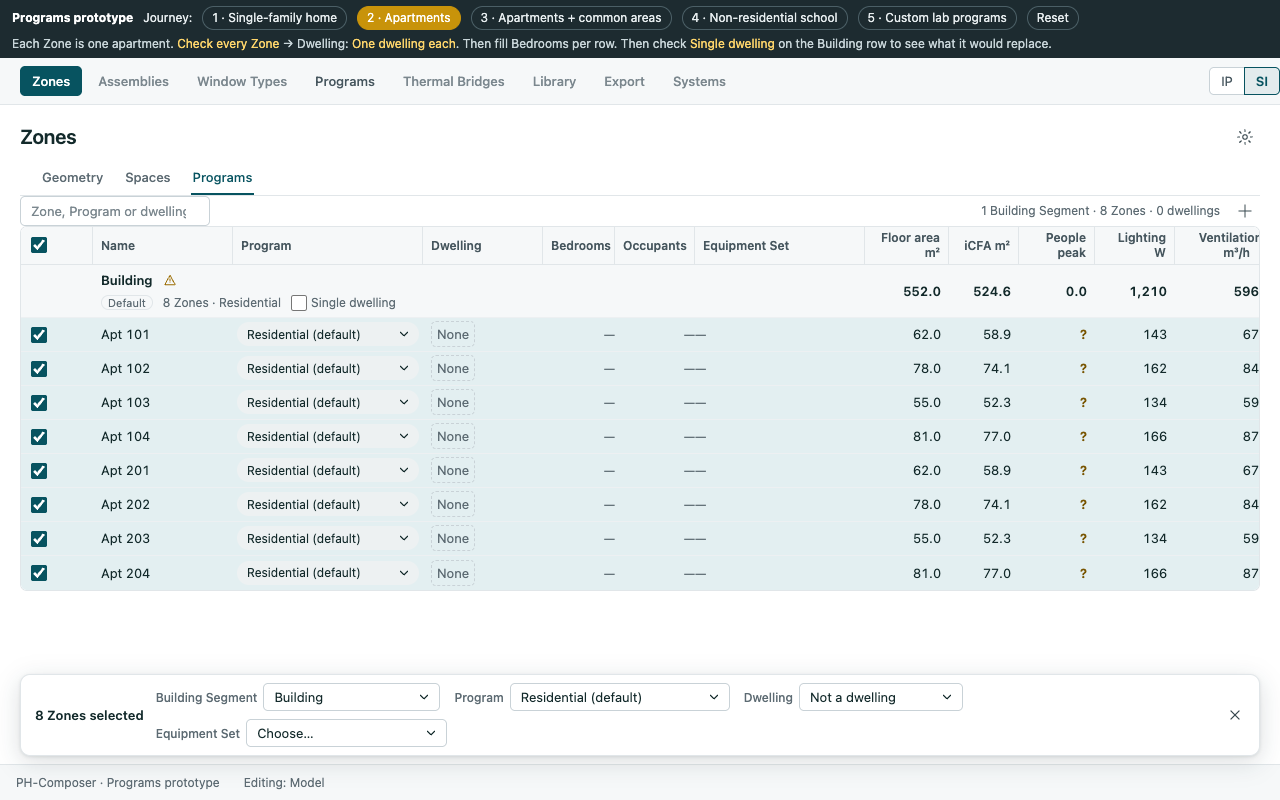 Programs prototype Journey: 1 · Single-family home 2 · Apartments 3 · Apartments + common areas 4 · Non-residential school 5 · Custom lab programs Reset
Each Zone is one apartment. Check every Zone → Dwelling: One dwelling each. Then fill Bedrooms per row. Then check Single dwelling on the Building row to see what it would replace.
Zones Assemblies Window Types Programs Thermal Bridges Library Export Systems IP SI
Zones
Geometry Spaces Programs
Zone, Program or dwelling 1 Building Segment · 8 Zones · 0 dwellings
Name Program Dwelling Bedrooms Occupants Equipment Set Floor area m² iCFA m² People peak Lighting W Ventilation m³/h
Building 552.0 524.6 0.0 1,210 596
Default 8 Zones · Residential Single dwelling
Apt 101 Residential (default) None — —— 62.0 58.9 ? 143 67
Apt 102 Residential (default) None — —— 78.0 74.1 ? 162 84
Apt 103 Residential (default) None — —— 55.0 52.3 ? 134 59
Apt 104 Residential (default) None — —— 81.0 77.0 ? 166 87
Apt 201 Residential (default) None — —— 62.0 58.9 ? 143 67
Apt 202 Residential (default) None — —— 78.0 74.1 ? 162 84
Apt 203 Residential (default) None — —— 55.0 52.3 ? 134 59
Apt 204 Residential (default) None — —— 81.0 77.0 ? 166 87
8 Zones selected
Building Segment Building Program Residential (default) Dwelling Not a dwelling
Equipment Set Choose...
PH-Composer · Programs prototype Editing: Model